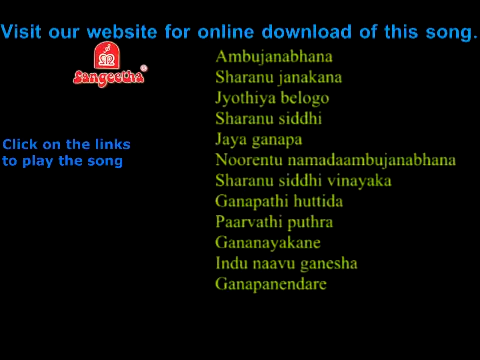 Visit our website for online download of this song.
Sangeetha
Click on the links
to play the song
Ambujanabhana
Sharanu janakana
Jyothiya belogo
Sharanu siddhi
Jaya ganapa
Noorentu namadaambujanabhana
Sharanu siddhi vinayaka
Ganapathi huttida
Paarvathi puthra
Gananayakane
Indu naavu ganesha
Ganapanendare